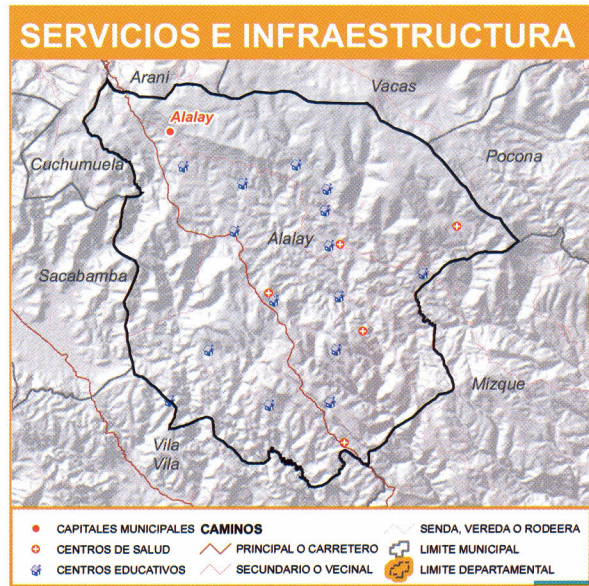 SERVICIOS E INFRAESTRUCTURA
Arani
Vacas
Alalay
Pocona
Cuchumuela
Alalay
Sacabamba
Mizque
Vila
Vila
CAPITALES MUNICIPALES
CENTROS DE SALUD
CENTROS EDUCATIVOS
CAMINOS
PRINCIPAL O CARRETERO
SECUNDARIO O VECINAL
SENDA, VEREDA O RODEERA
LIMITE MUNICIPAL
LIMITE DEPARTAMENTAL